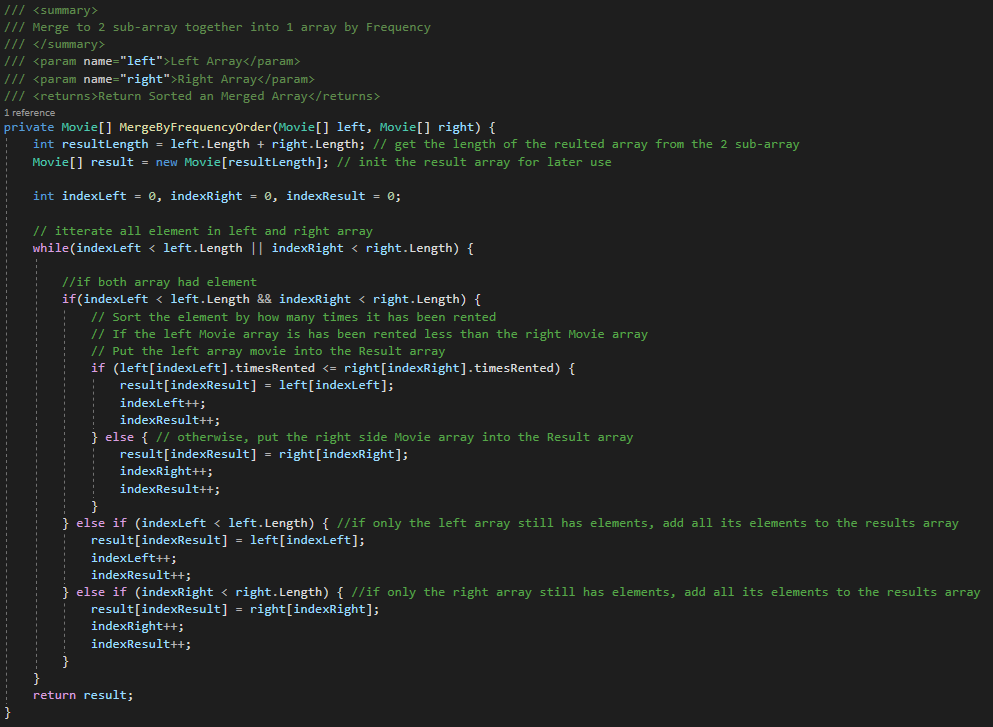 /// <summary>
/// Merge to 2 sub-array together into 1 array by Frequency
/// </summary>
/// <param name="left">Left Array</param>
/// <param name="right">Right Array</param>
/// <returns>Return Sorted an Merged Array</returns>
1 reference
private Movie[] MergeByFrequencyOrder(Movie[] left, Movie[] right) {
    int resultLength = left.Length + right.Length; // get the length of the reulted array from the 2 sub-array
    Movie[] result = new Movie[resultLength]; // init the result array for later use

    int indexLeft = 0, indexRight = 0, indexResult = 0;

    // itterate all element in left and right array
    while(indexLeft < left.Length || indexRight < right.Length) {

        //if both array had element
        if(indexLeft < left.Length && indexRight < right.Length) {
            // Sort the element by how many times it has been rented
            // If the left Movie array is has been rented less than the right Movie array
            // Put the left array movie into the Result array
            if (left[indexLeft].timesRented <= right[indexRight].timesRented) {
                result[indexResult] = left[indexLeft];
                indexLeft++;
                indexResult++;
            } else { // otherwise, put the right side Movie array into the Result array
                result[indexResult] = right[indexRight];
                indexRight++;
                indexResult++;
            }
        } else if (indexLeft < left.Length) { //if only the left array still has elements, add all its elements to the results array
            result[indexResult] = left[indexLeft];
            indexLeft++;
            indexResult++;
        } else if (indexRight < right.Length) { //if only the right array still has elements, add all its elements to the results array
            result[indexResult] = right[indexRight];
            indexRight++;
            indexResult++;
        }
    }
    return result;
}